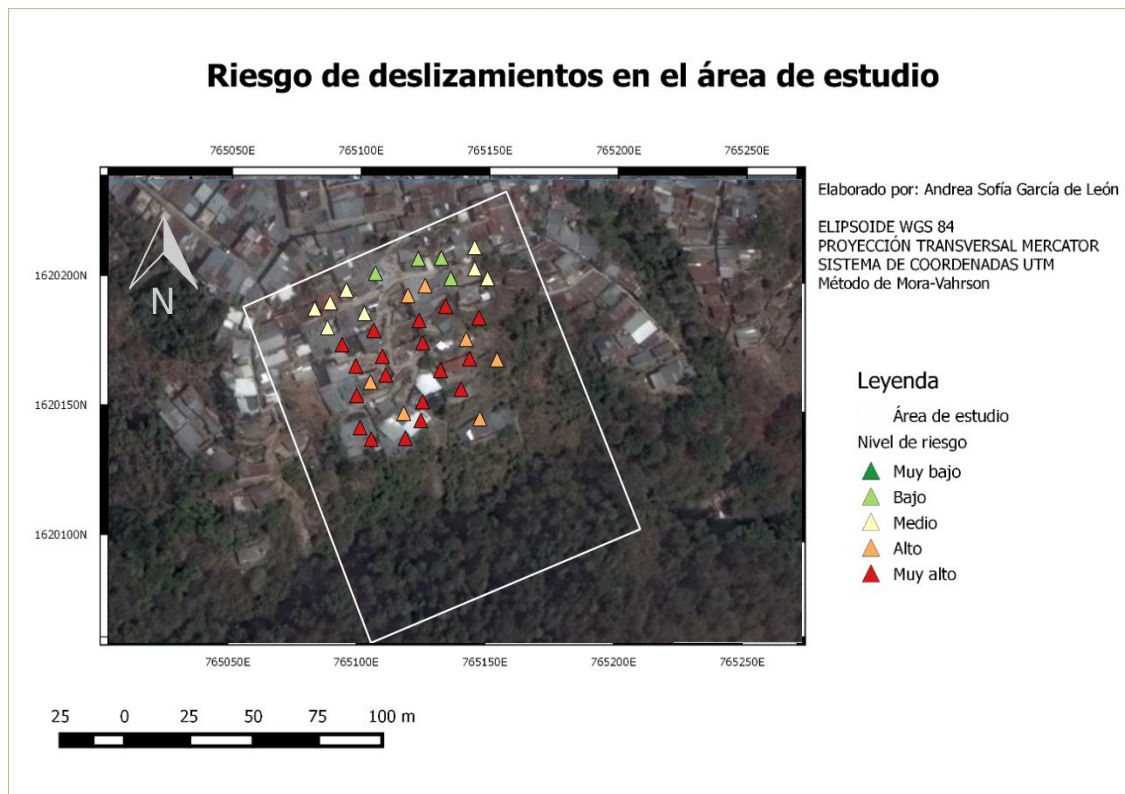 Riesgo de deslizamientos en el área de estudio
765050E 765100E 765150E 765200E 765250E
Elaborado por: Andrea Sofía García de León
ELIPSOIDE WGS 84
PROYECCIÓN TRANSVERSAL MERCATOR
SISTEMA DE COORDENADAS UTM
Método de Mora-Vahrson
1620200N
N
1620150N
1620100N
Leyenda
Área de estudio
Nivel de riesgo
Muy bajo
Bajo
Medio
Alto
Muy alto
765050E 765100E 765150E 765200E 765250E
25 0 25 50 75 100 m